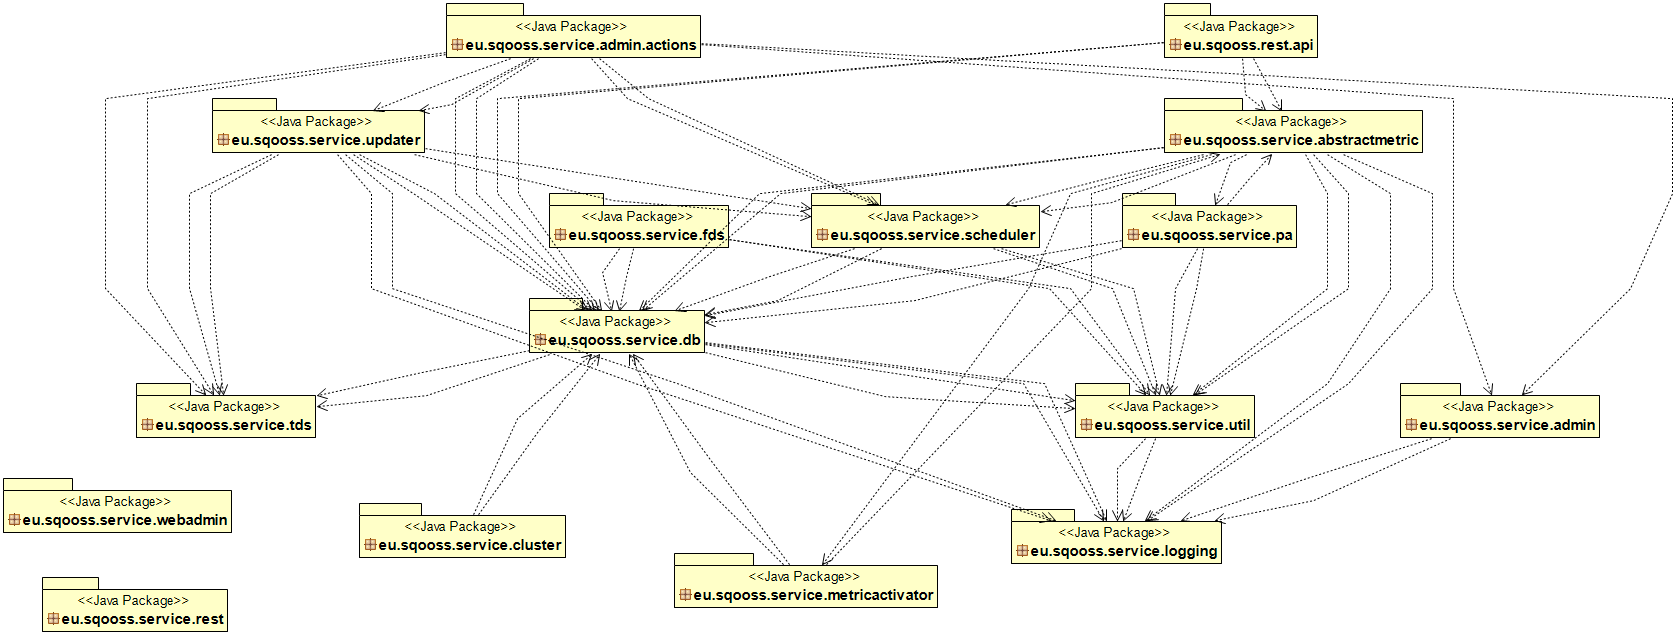 <<Java Package>>
eu.sqooss.service.admin.actions
<<Java Package>>
eu.sqooss.rest.api
<<Java Package>>
eu.sqooss.service.updater
<<Java Package>>
eu.sqooss.service.abstractmetric
<<Java Package>>
eu.sqooss.service.fds
<<Java Package>>
eu.sqooss.service.scheduler
<<Java Package>>
eu.sqooss.service.pa
<<Java Package>>
eu.sqooss.service.db
<<Java Package>>
eu.sqooss.service.tds
<<Java Package>>
eu.sqooss.service.util
<<Java Package>>
eu.sqooss.service.admin
<<Java Package>>
eu.sqooss.service.webadmin
<<Java Package>>
eu.sqooss.service.cluster
<<Java Package>>
eu.sqooss.service.logging
<<Java Package>>
eu.sqooss.service.metricactivator
<<Java Package>>
eu.sqooss.service.rest